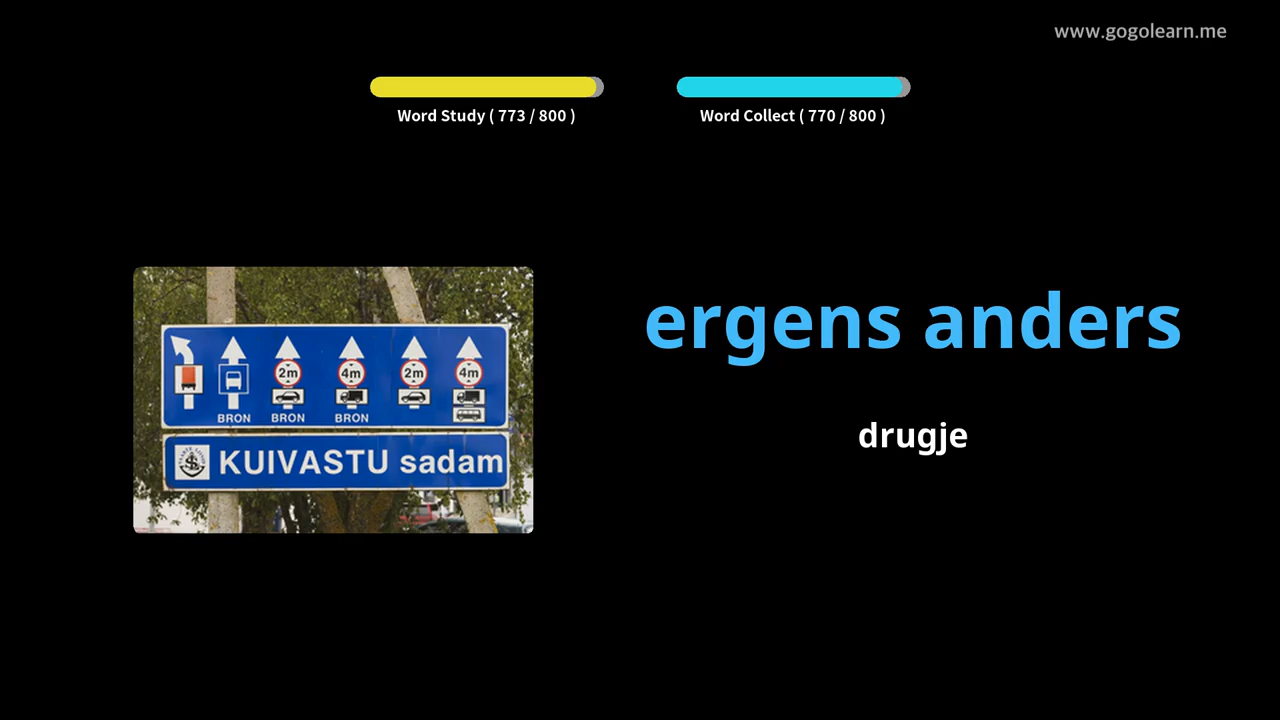 www.gogolearn.me
Word Study ( 773 / 800 )
Word Collect ( 770 / 800 )
ergens anders
drugje
2m 4m 2m 4m
BRON BRON BRON
KUIVASTU sadam